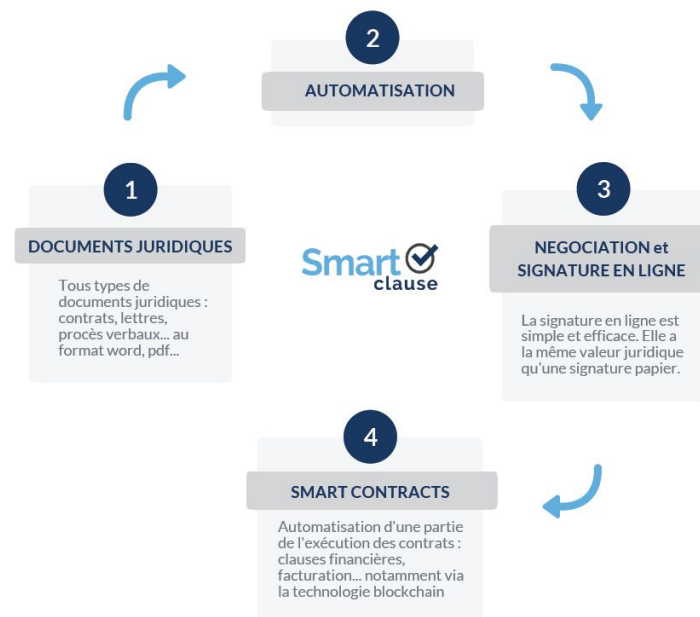 2
AUTOMATISATION
1
DOCUMENTS JURIDIQUES
Tous types de
documents juridiques :
contrats, lettres,
procès verbaux... au
format word, pdf...
Smart
clause
3
NEGOCIATION et
SIGNATURE EN LIGNE
La signature en ligne est
simple et efficace. Elle a
la même valeur juridique
qu'une signature papier.
4
SMART CONTRACTS
Automatisation d'une partie
de l'exécution des contrats :
clauses financières,
facturation... notamment via
la technologie blockchain